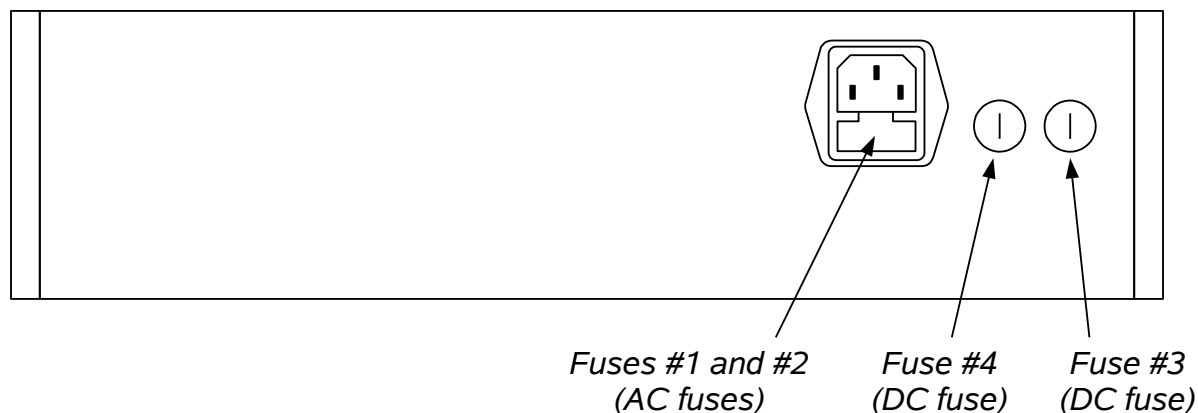 Fuses #1 and #2
(AC fuses)
Fuse #4
(DC fuse)
Fuse #3
(DC fuse)